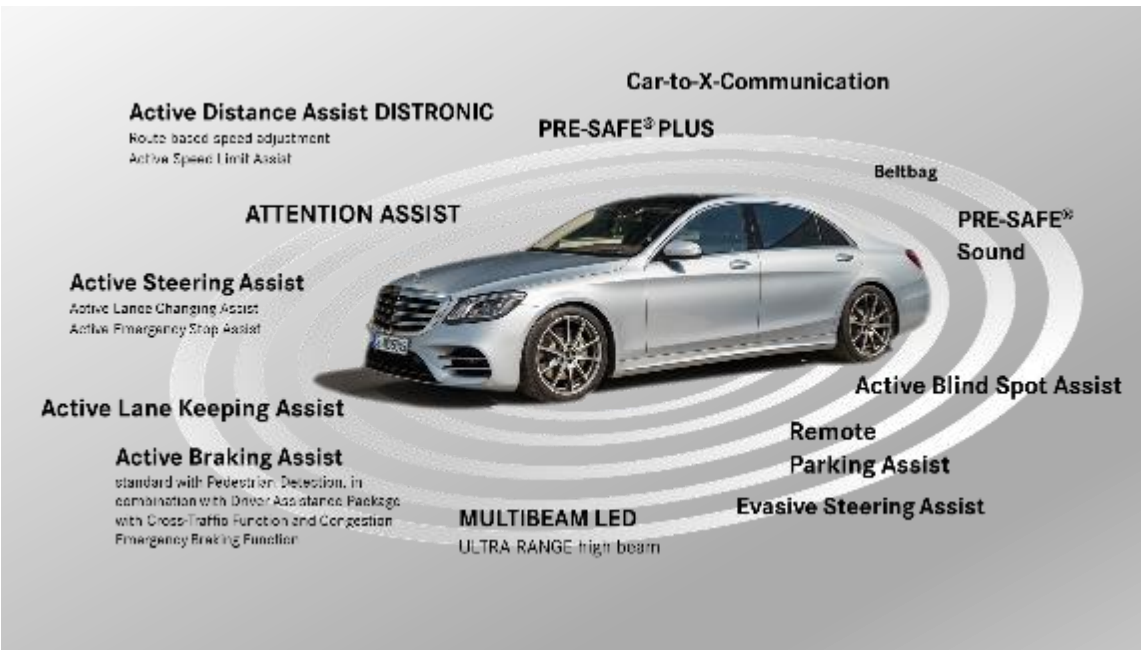 Car-to-X-Communication
Active Distance Assist DISTRONIC
Route based speed adjustment
Active Speed Limit Assist
PRE-SAFE® PLUS
Beltbag
ATTENTION ASSIST
PRE-SAFE®
Sound
Active Steering Assist
Active Lane Changing Assist
Active Emergency Stop Assist
Active Blind Spot Assist
Active Lane Keeping Assist
Remote
Parking Assist
Active Braking Assist
standard with Pedestrian Detection, in
combination with Driver Assistance Package
with Cross-Traffic Function and Congestion
Emergency Braking Function
Evasive Steering Assist
MULTIBEAM LED
ULTRA RANGE high beam